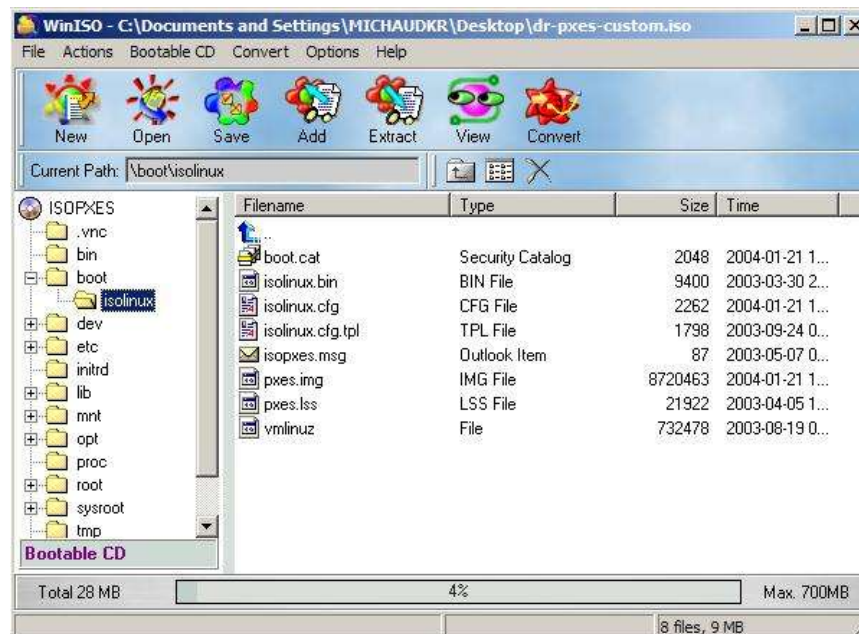 WinISO - C:\Documents and Settings\MICHAUDKR\Desktop\dr-pxes-custom.iso
File Actions Bootable CD Convert Options Help
New Open Save Add Extract View Convert
Current Path: \boot\isolinux
ISOPXES
.vnc
bin
boot
isolinux
dev
etc
initrd
lib
mnt
opt
proc
root
sysroot
tmp
Bootable CD
Filename Type Size Time
..
boot.cat Security Catalog 2048 2004-01-21 1...
isolinux.bin BIN File 9400 2003-03-30 2...
isolinux.cfg CFG File 2262 2004-01-21 1...
isolinux.cfg.tpl TPL File 1798 2003-09-24 0...
isopxes.msg Outlook Item 87 2003-05-07 0...
pxes.img IMG File 8720463 2004-01-21 1...
pxes.lss LSS File 21922 2003-04-05 1...
vmlinuz File 732478 2003-08-19 0...
Total 28 MB 4% Max. 700MB
8 files, 9 MB